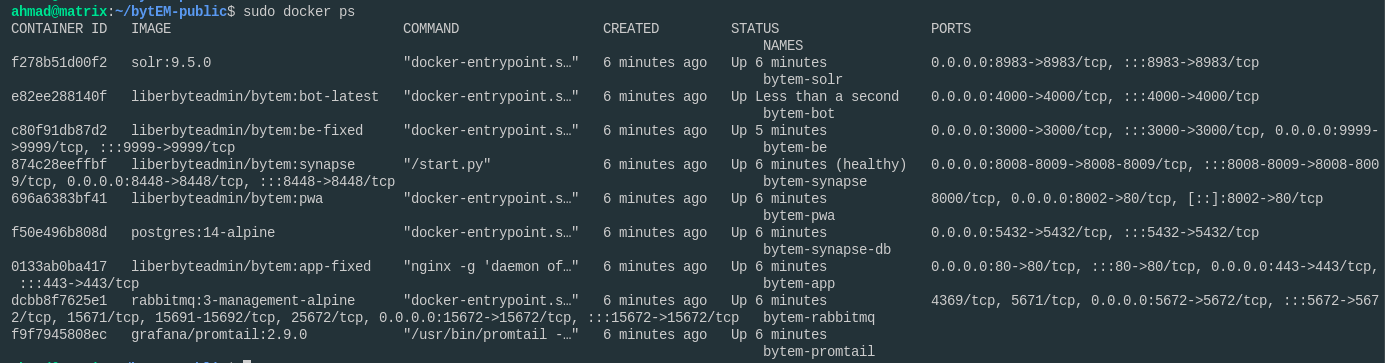 ahmad@matrix:~/bytEM-public$ sudo docker ps
CONTAINER ID   IMAGE                             COMMAND                  CREATED         STATUS                   PORTS
                                                                                              NAMES
f278b51d00f2   solr:9.5.0                        "docker-entrypoint.s…"   6 minutes ago   Up 6 minutes             0.0.0.0:8983->8983/tcp, :::8983->8983/tcp
                                                                                              bytem-solr
e82ee288140f   liberbyteadmin/bytem:bot-latest   "docker-entrypoint.s…"   6 minutes ago   Up Less than a second    0.0.0.0:4000->4000/tcp, :::4000->4000/tcp
                                                                                              bytem-bot
c80f91db87d2   liberbyteadmin/bytem:be-fixed     "docker-entrypoint.s…"   6 minutes ago   Up 5 minutes             0.0.0.0:3000->3000/tcp, :::3000->3000/tcp, 0.0.0.0:9999-
>9999/tcp, :::9999->9999/tcp                                                                  bytem-be
874c28eeffbf   liberbyteadmin/bytem:synapse      "/start.py"              6 minutes ago   Up 6 minutes (healthy)   0.0.0.0:8008-8009->8008-8009/tcp, :::8008-8009->8008-800
9/tcp, 0.0.0.0:8448->8448/tcp, :::8448->8448/tcp                                              bytem-synapse
696a6383bf41   liberbyteadmin/bytem:pwa          "docker-entrypoint.s…"   6 minutes ago   Up 6 minutes             8000/tcp, 0.0.0.0:8002->80/tcp, [::]:8002->80/tcp
                                                                                              bytem-pwa
f50e496b808d   postgres:14-alpine                "docker-entrypoint.s…"   6 minutes ago   Up 6 minutes             0.0.0.0:5432->5432/tcp, :::5432->5432/tcp
                                                                                              bytem-synapse-db
0133ab0ba417   liberbyteadmin/bytem:app-fixed    "nginx -g 'daemon of…"   6 minutes ago   Up 6 minutes             0.0.0.0:80->80/tcp, :::80->80/tcp, 0.0.0.0:443->443/tcp,
 :::443->443/tcp                                                                              bytem-app
dcbb8f7625e1   rabbitmq:3-management-alpine      "docker-entrypoint.s…"   6 minutes ago   Up 6 minutes             4369/tcp, 5671/tcp, 0.0.0.0:5672->5672/tcp, :::5672->567
2/tcp, 15671/tcp, 15691-15692/tcp, 25672/tcp, 0.0.0.0:15672->15672/tcp, :::15672->15672/tcp   bytem-rabbitmq
f9f7945808ec   grafana/promtail:2.9.0            "/usr/bin/promtail -…"   6 minutes ago   Up 6 minutes
                                                                                              bytem-promtail